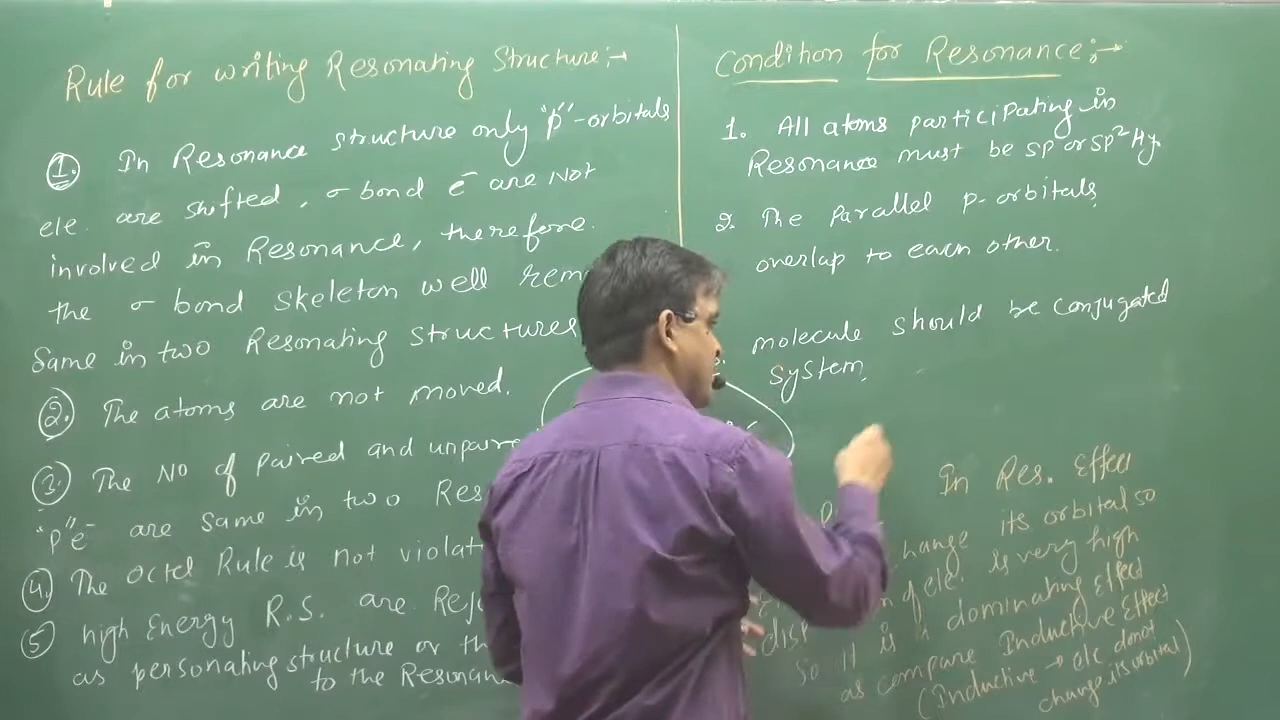 Rule for writing Resonating Structure:→
1. In Resonance structure only "p"-orbitals
ele. are shifted, σ bond e⁻ are Not
involved in Resonance, therefore.
the σ bond skeleton well rem
Same in two Resonating structures
2. The atoms are not moved.
3. The No of paired and unpaire
"p"e⁻ are same in two Res
4. The Octet Rule is not violat
5 high Energy R.S. are Rej
as personating structure or th
to the Resonan
Condition for Resonance:→
1. All atoms participating in
Resonance must be sp or sp² Hy.
2. The Parallel p-orbitals,
overlap to each other.
molecule should be conjugated
system,
In Res. Effect
hange its orbital so
of ele. is very high
disp
so it is a dominating Effect
as compare Inductive Effect
(Inductive → ele donot
change its orbital)